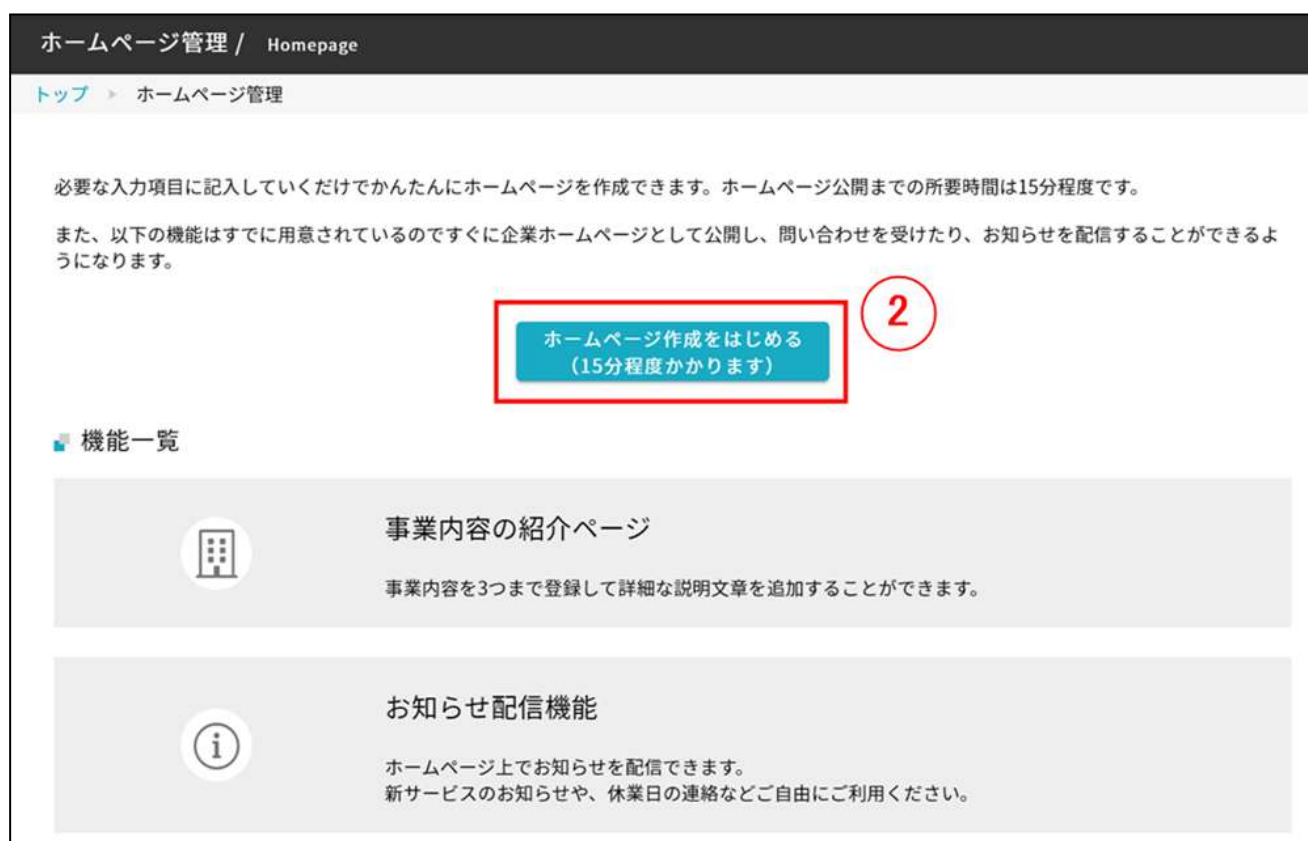 ホームページ管理 / Homepage
トップ ▶ ホームページ管理
必要な入力項目に記入していくだけでかんたんにホームページを作成できます。ホームページ公開までの所要時間は15分程度です。
また、以下の機能はすでに用意されているのですぐに企業ホームページとして公開し、問い合わせを受けたり、お知らせを配信することができるよ
うになります。
②
ホームページ作成をはじめる
（15分程度かかります）
機能一覧
事業内容の紹介ページ
事業内容を3つまで登録して詳細な説明文章を追加することができます。
お知らせ配信機能
ホームページ上でお知らせを配信できます。
新サービスのお知らせや、休業日の連絡などご自由にご利用ください。